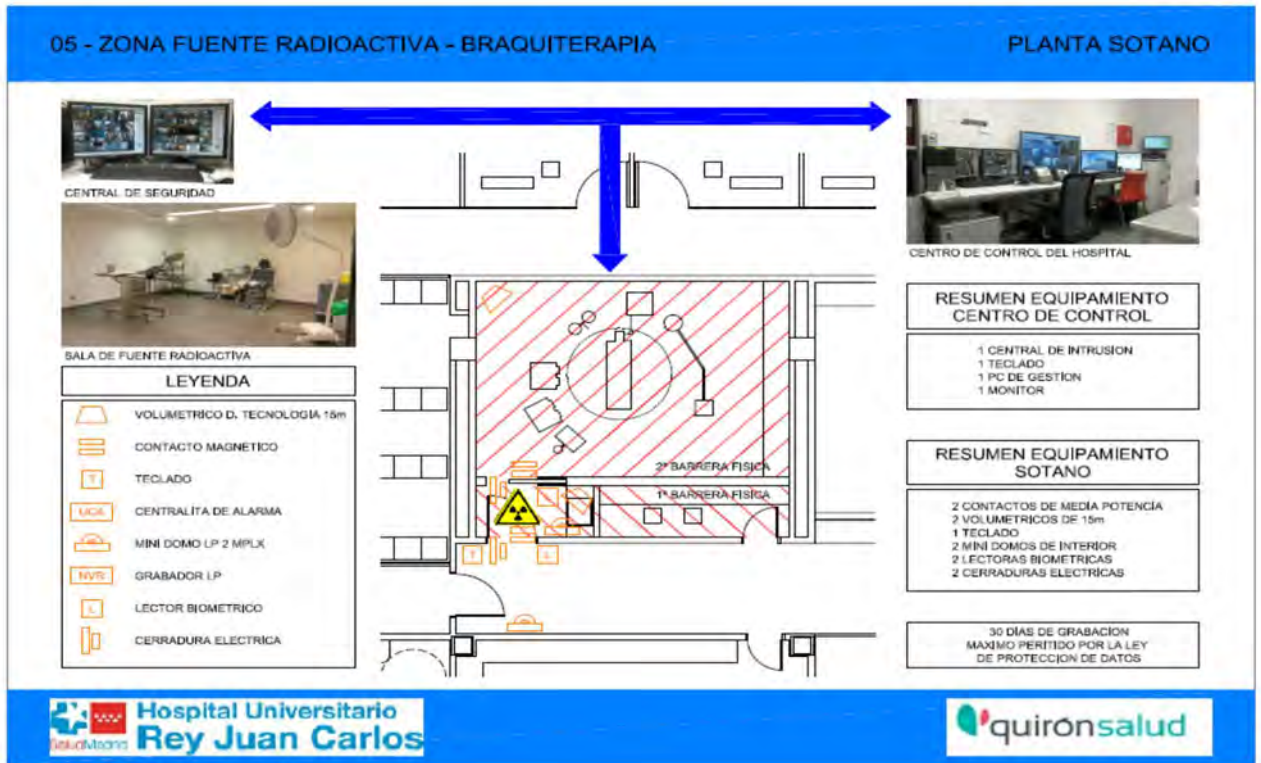 05 - ZONA FUENTE RADIOACTIVA - BRAQUITERAPIA
PLANTA SOTANO
CENTRAL DE SEGURIDAD
SALA DE FUENTE RADIOACTIVA
LEYENDA
VOLUMETRICO D. TECNOLOGIA 15m
CONTACTO MAGNETICO
T
TECLADO
UCA
CENTRALITA DE ALARMA
MINI DOMO LP 2 MPLX
NVR
GRABADOR LP
L
LECTOR BIOMETRICO
CERRADURA ELECTRICA
2ª BARRERA FISICA
1ª BARRERA FISICA
T
L
CENTRO DE CONTROL DEL HOSPITAL
RESUMEN EQUIPAMIENTO
CENTRO DE CONTROL
1 CENTRAL DE INTRUSION
1 TECLADO
1 PC DE GESTION
1 MONITOR
RESUMEN EQUIPAMIENTO
SOTANO
2 CONTACTOS DE MEDIA POTENCIA
2 VOLUMETRICOS DE 15m
1 TECLADO
2 MINI DOMOS DE INTERIOR
2 LECTORAS BIOMETRICAS
2 CERRADURAS ELECTRICAS
30 DIAS DE GRABACION
MAXIMO PERITIDO POR LA LEY
DE PROTECCION DE DATOS
SaludMadrid
Hospital Universitario
Rey Juan Carlos
quirónsalud